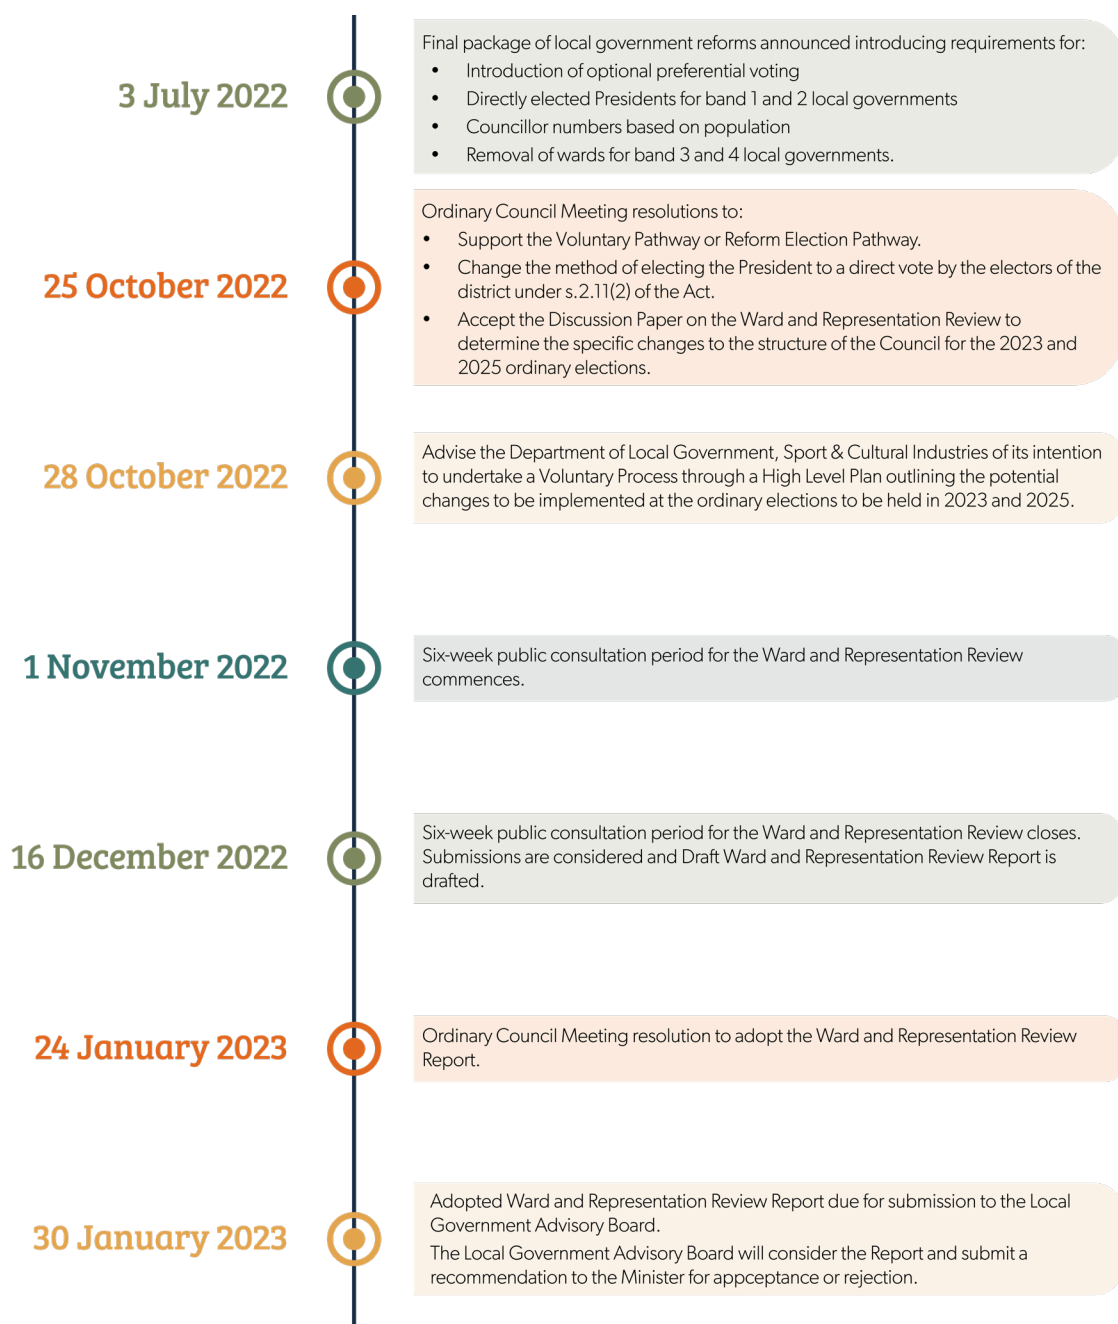 3 July 2022
Final package of local government reforms announced introducing requirements for:
• Introduction of optional preferential voting
• Directly elected Presidents for band 1 and 2 local governments
• Councillor numbers based on population
• Removal of wards for band 3 and 4 local governments.
25 October 2022
Ordinary Council Meeting resolutions to:
• Support the Voluntary Pathway or Reform Election Pathway.
• Change the method of electing the President to a direct vote by the electors of the
district under s.2.11(2) of the Act.
• Accept the Discussion Paper on the Ward and Representation Review to
determine the specific changes to the structure of the Council for the 2023 and
2025 ordinary elections.
28 October 2022
Advise the Department of Local Government, Sport & Cultural Industries of its intention
to undertake a Voluntary Process through a High Level Plan outlining the potential
changes to be implemented at the ordinary elections to be held in 2023 and 2025.
1 November 2022
Six-week public consultation period for the Ward and Representation Review
commences.
16 December 2022
Six-week public consultation period for the Ward and Representation Review closes.
Submissions are considered and Draft Ward and Representation Review Report is
drafted.
24 January 2023
Ordinary Council Meeting resolution to adopt the Ward and Representation Review
Report.
30 January 2023
Adopted Ward and Representation Review Report due for submission to the Local
Government Advisory Board.
The Local Government Advisory Board will consider the Report and submit a
recommendation to the Minister for appceptance or rejection.